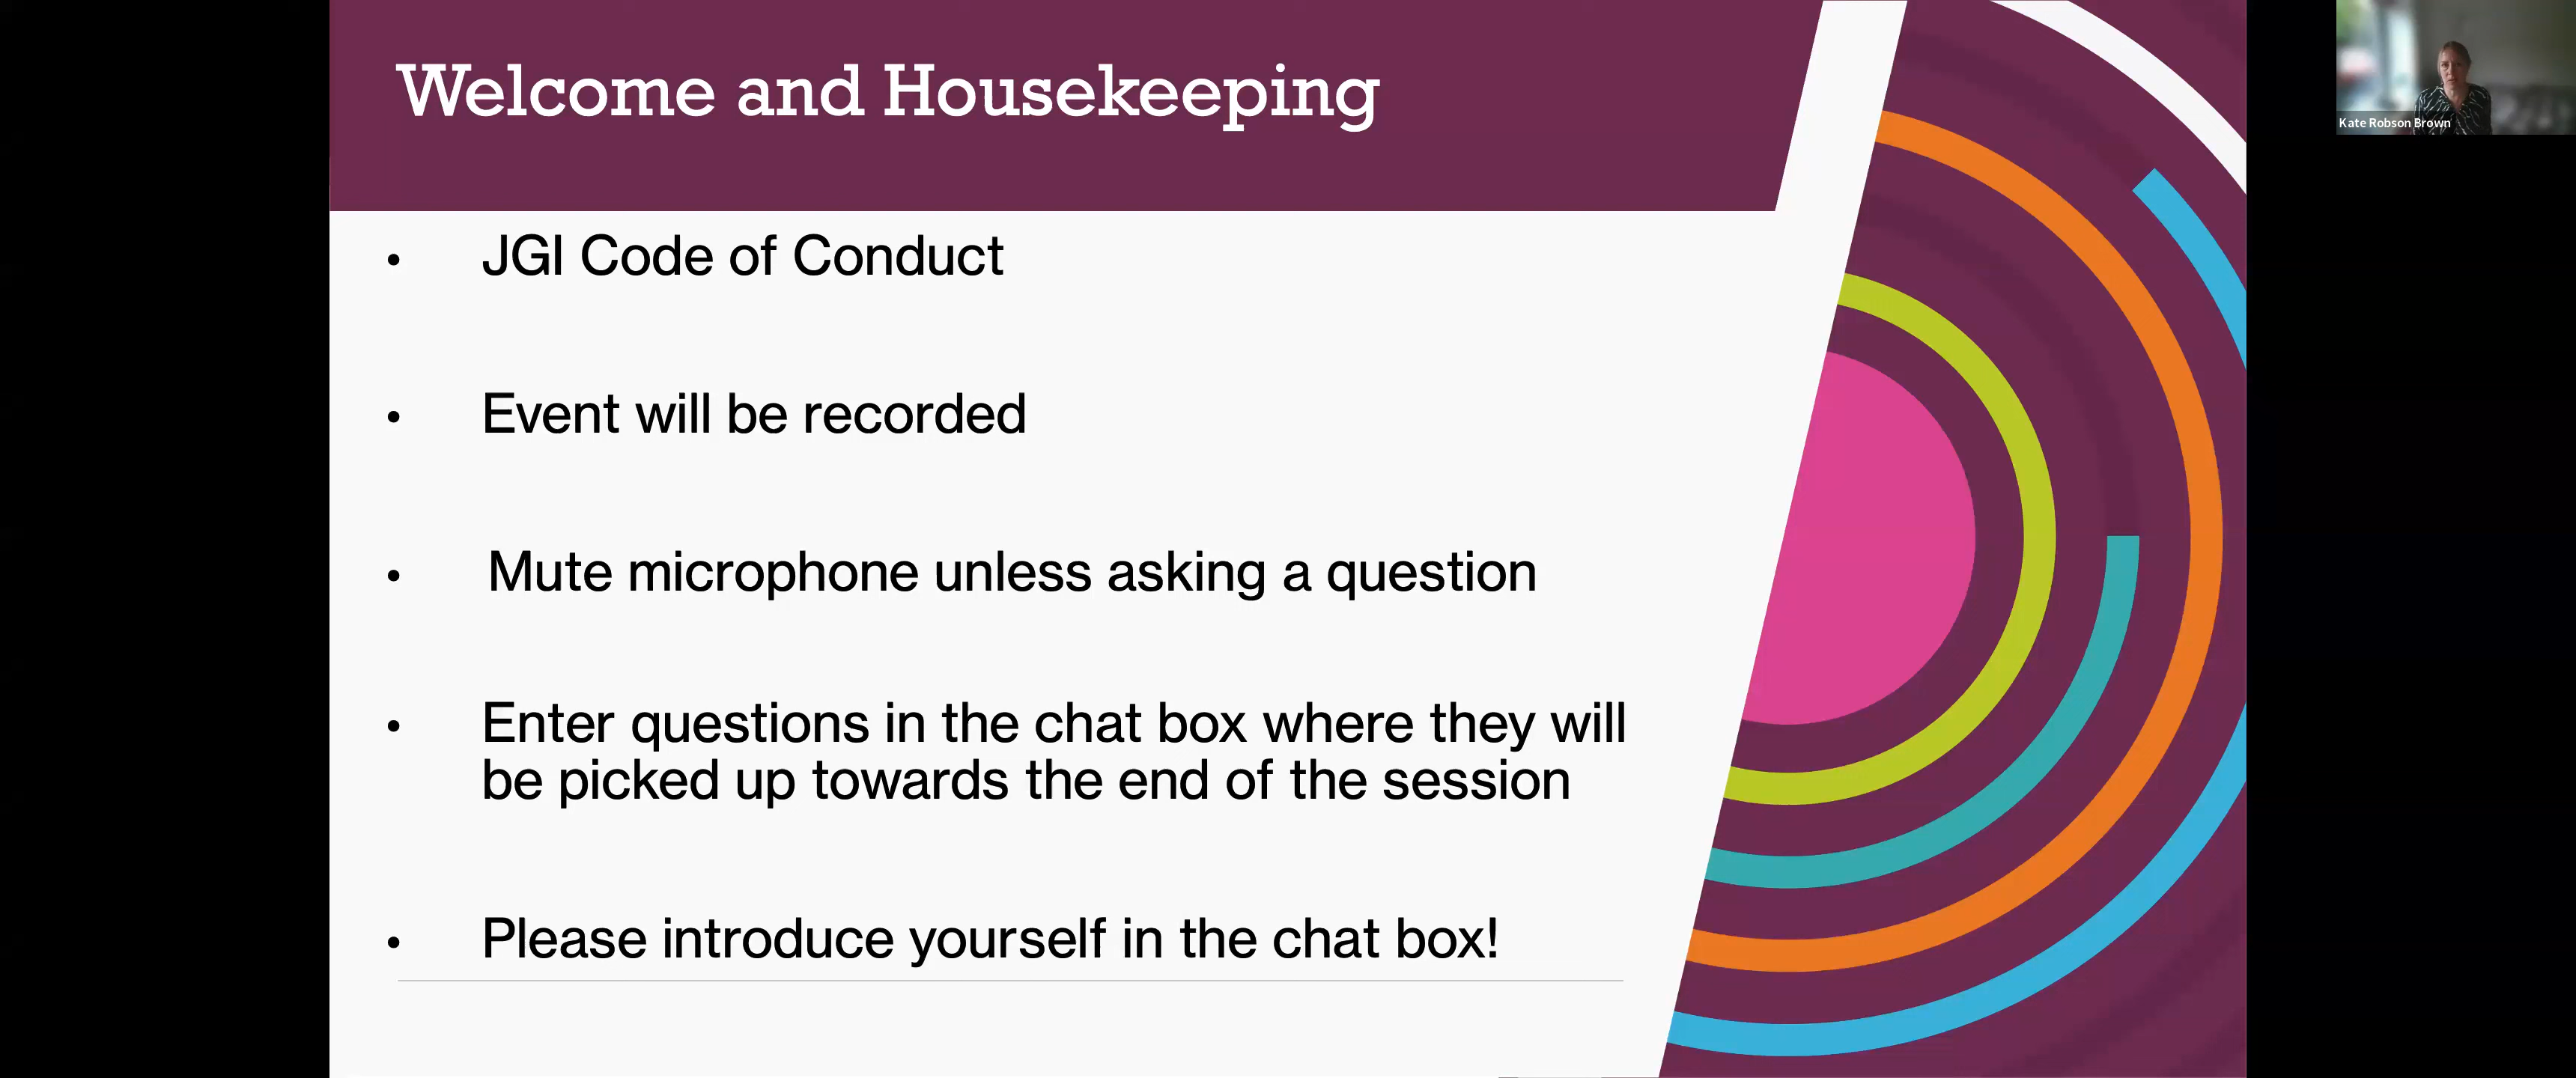 Welcome and Housekeeping
Kate Robson Brown
• JGI Code of Conduct
• Event will be recorded
• Mute microphone unless asking a question
• Enter questions in the chat box where they will
be picked up towards the end of the session
• Please introduce yourself in the chat box!